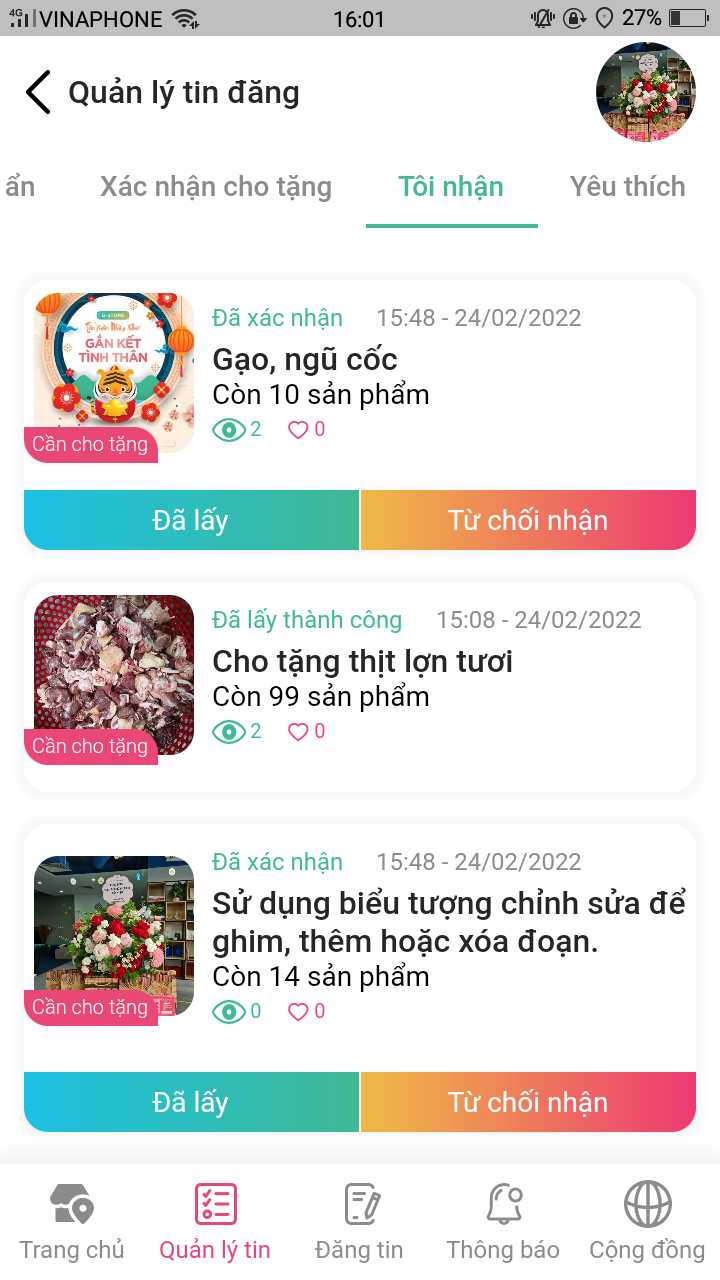 4G VINAPHONE 16:01 27%
Quản lý tin đăng
ẩn Xác nhận cho tặng Tôi nhận Yêu thích
Đã xác nhận 15:48 - 24/02/2022
Gạo, ngũ cốc
Còn 10 sản phẩm
2 0
GẮN KẾT
TÌNH THÂN
Cần cho tặng
Đã lấy Từ chối nhận
Đã lấy thành công 15:08 - 24/02/2022
Cho tặng thịt lợn tươi
Còn 99 sản phẩm
2 0
Cần cho tặng
Đã xác nhận 15:48 - 24/02/2022
Sử dụng biểu tượng chỉnh sửa để
ghim, thêm hoặc xóa đoạn.
Còn 14 sản phẩm
0 0
Cần cho tặng
Đã lấy Từ chối nhận
Trang chủ Quản lý tin Đăng tin Thông báo Cộng đồng